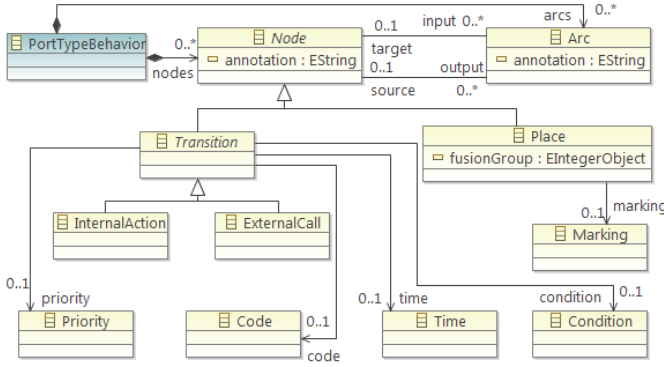 arcs
0..*
PortTypeBehavior
0..*
nodes
Node
annotation : EString
0..1
input
0..*
target
0..1
output
source
0..*
Arc
annotation : EString
Transition
Place
fusionGroup : EIntegerObject
InternalAction
ExternalCall
0..1
marking
Marking
0..1
priority
0..1
code
0..1
time
condition
0..1
Priority
Code
Time
Condition